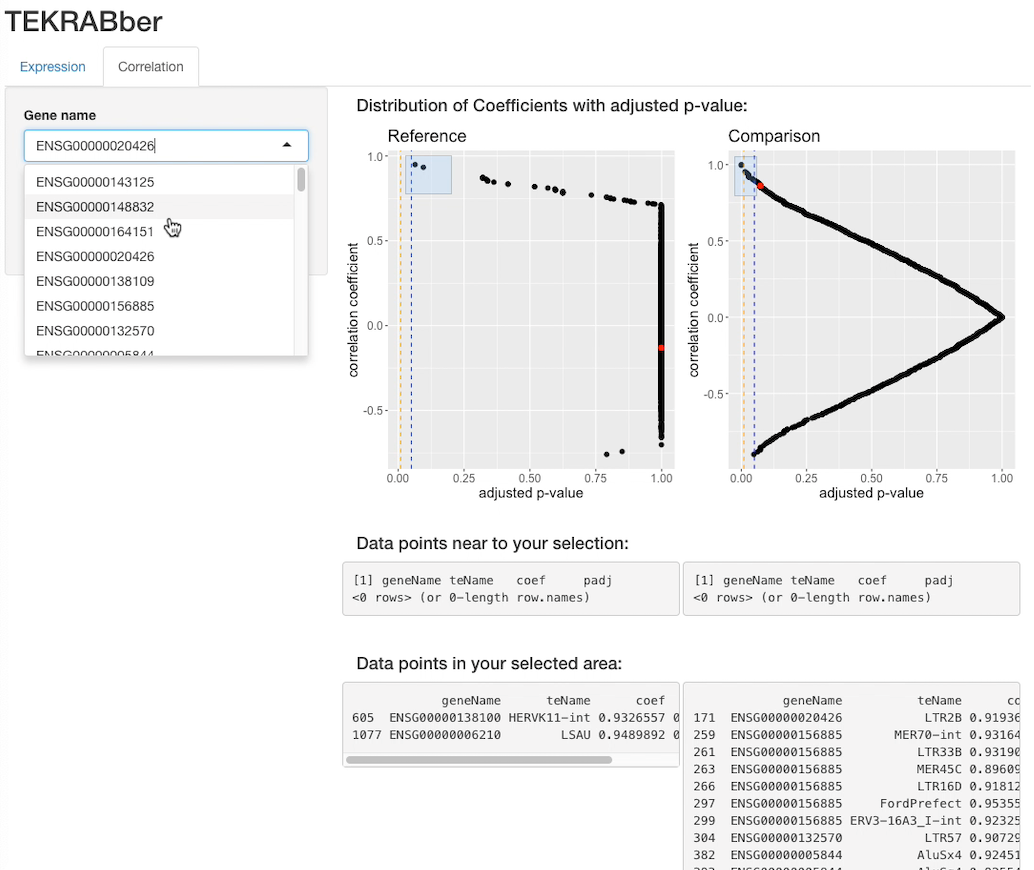 TEKRABber
Expression
Correlation
Gene name
ENSG00000020426
ENSG00000143125
ENSG00000148832
ENSG00000164151
ENSG00000020426
ENSG00000138109
ENSG00000156885
ENSG00000132570
ENSG00000005844
Distribution of Coefficients with adjusted p-value:
Reference
1.0
0.5
0.0
-0.5
correlation coefficient
0.00 0.25 0.50 0.75 1.00
adjusted p-value
Comparison
1.0
0.5
0.0
-0.5
correlation coefficient
0.00 0.25 0.50 0.75 1.00
adjusted p-value
Data points near to your selection:
[1] geneName teName coef padj
<0 rows> (or 0-length row.names)
[1] geneName teName coef padj
<0 rows> (or 0-length row.names)
Data points in your selected area:
geneName teName coef
605 ENSG00000138100 HERVK11-int 0.9326557 0
1077 ENSG00000006210 LSAU 0.9489892 0
geneName teName co
171 ENSG00000020426 LTR2B 0.91936
259 ENSG00000156885 MER70-int 0.93164
261 ENSG00000156885 LTR33B 0.93190
263 ENSG00000156885 MER45C 0.89609
266 ENSG00000156885 LTR16D 0.91812
297 ENSG00000156885 FordPrefect 0.95355
299 ENSG00000156885 ERV3-16A3_I-int 0.92325
304 ENSG00000132570 LTR57 0.90729
382 ENSG00000005844 AluSx4 0.92451